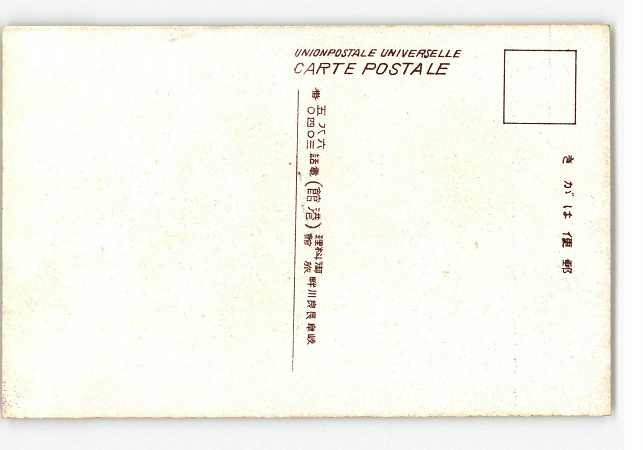 UNIONPOSTALE UNIVERSELLE
CARTE POSTALE
郵便はがき
岐阜長良川畔 御料理 旅館 (港館) 電話 六八五 三〇四〇 番